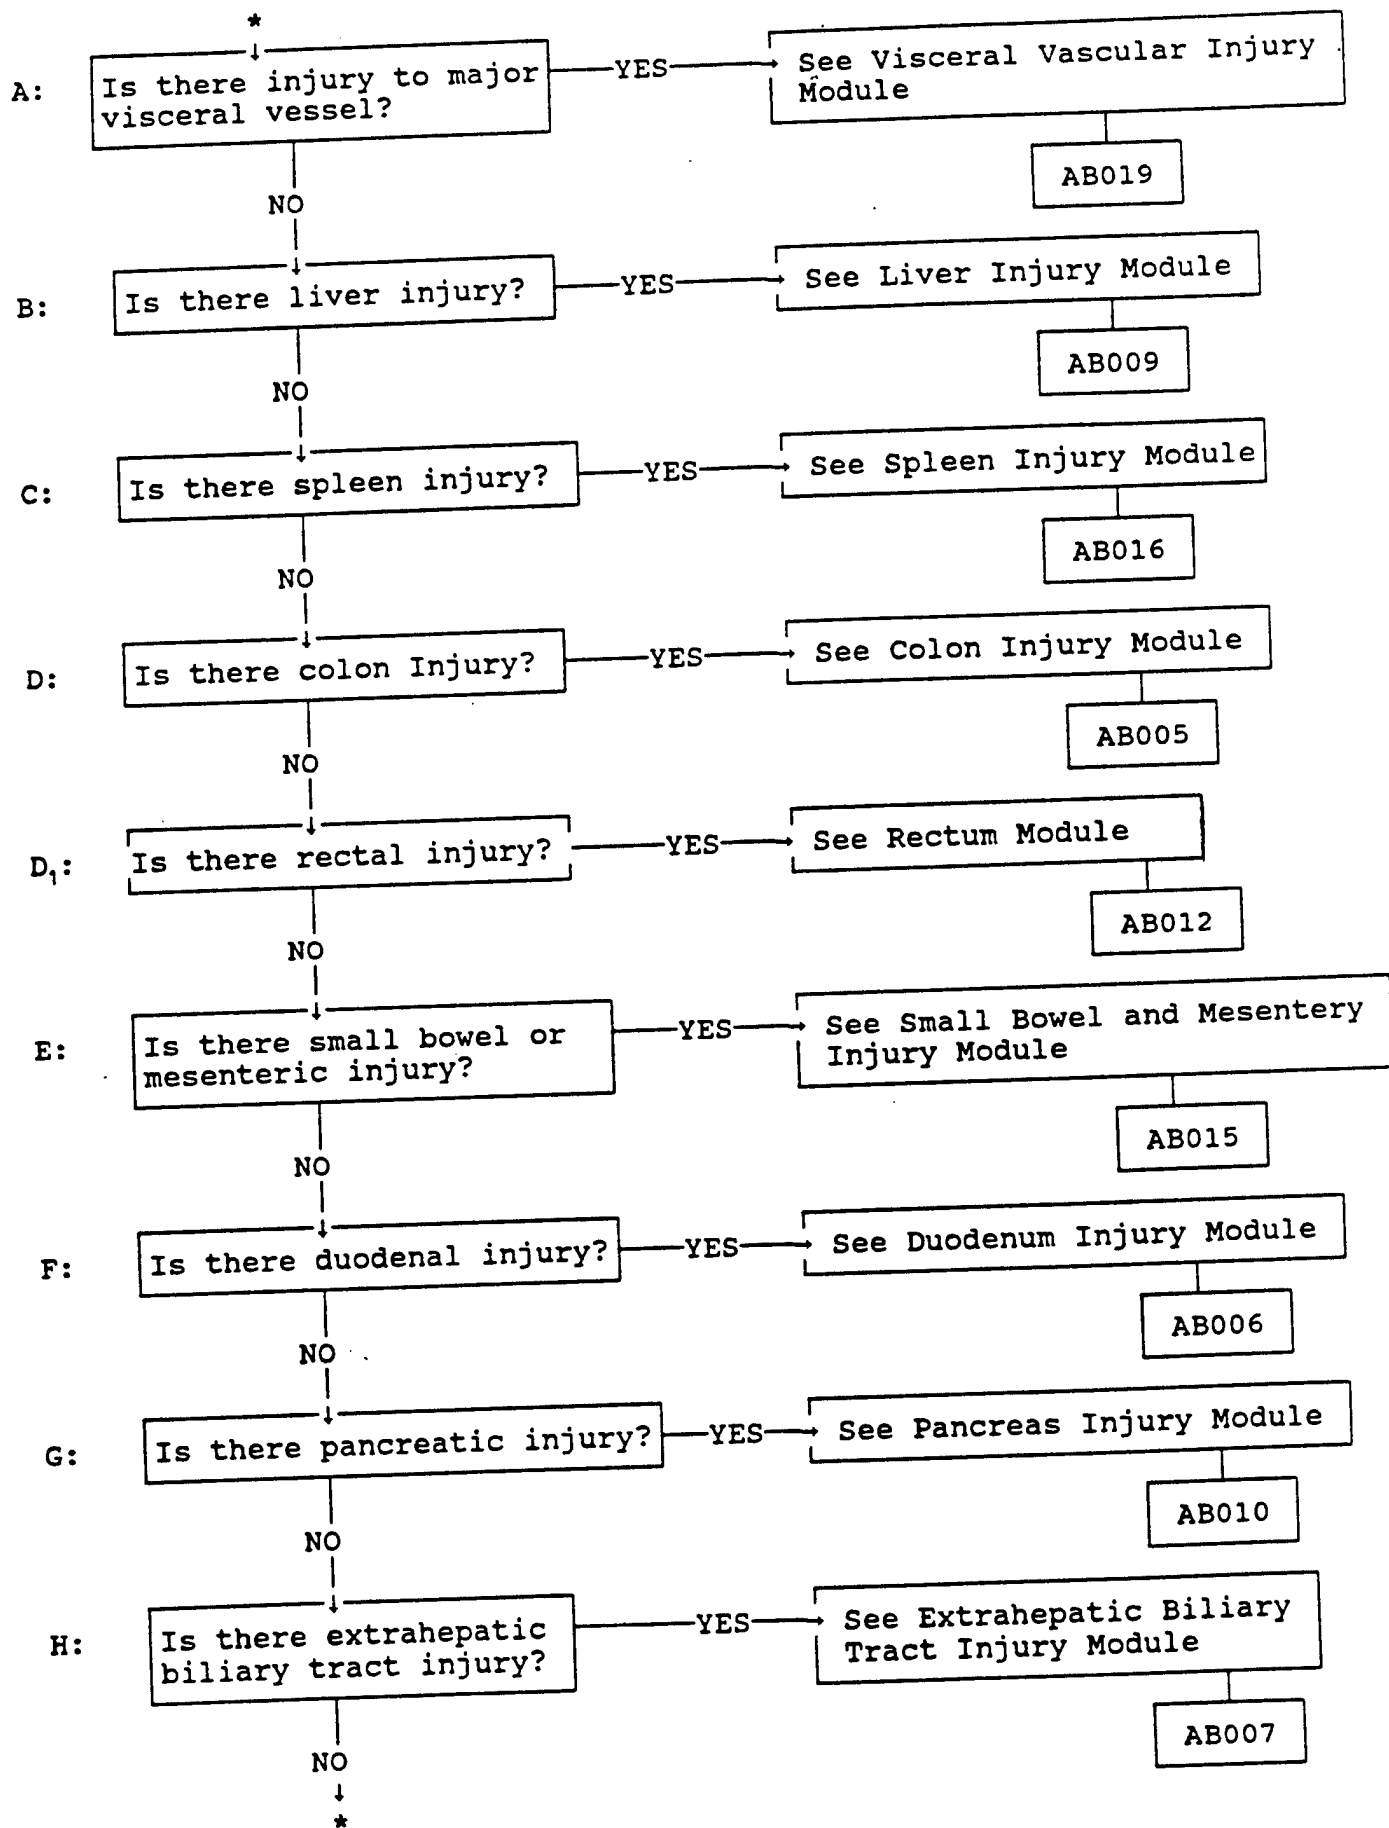 *
A:
Is there injury to major
visceral vessel?
YES
See Visceral Vascular Injury
Module
AB019
NO
B:
Is there liver injury?
YES
See Liver Injury Module
AB009
NO
C:
Is there spleen injury?
YES
See Spleen Injury Module
AB016
NO
D:
Is there colon Injury?
YES
See Colon Injury Module
AB005
NO
D₁:
Is there rectal injury?
YES
See Rectum Module
AB012
NO
E:
Is there small bowel or
mesenteric injury?
YES
See Small Bowel and Mesentery
Injury Module
AB015
NO
F:
Is there duodenal injury?
YES
See Duodenum Injury Module
AB006
NO
G:
Is there pancreatic injury?
YES
See Pancreas Injury Module
AB010
NO
H:
Is there extrahepatic
biliary tract injury?
YES
See Extrahepatic Biliary
Tract Injury Module
AB007
NO
*